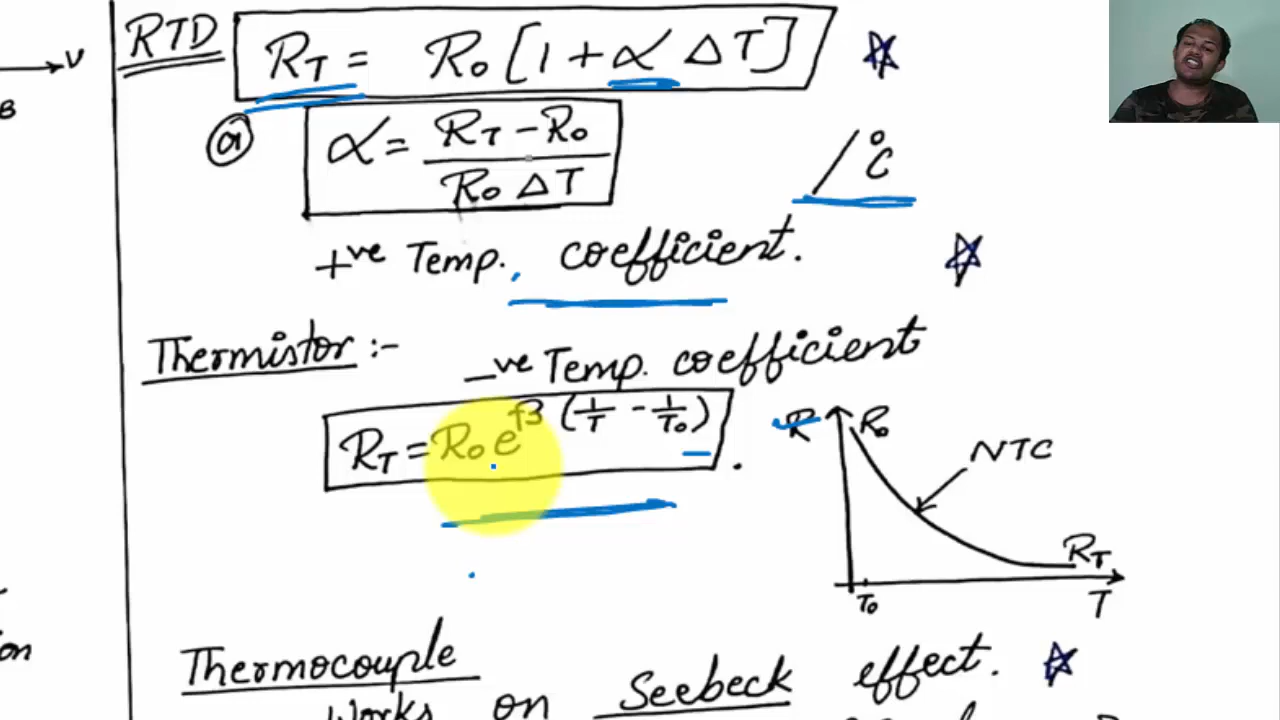 V
B
RTD R_T = R_0 [1 + α ΔT]
(a) α = (R_T - R_0) / (R_0 ΔT) /°C
+ve Temp. coefficient.
Thermistor :-
-ve Temp. coefficient
R_T = R_0 e^{β (1/T - 1/T_0)} .
R R_0
NTC
R_T
T_0 T
Thermocouple
Works on Seebeck effect.